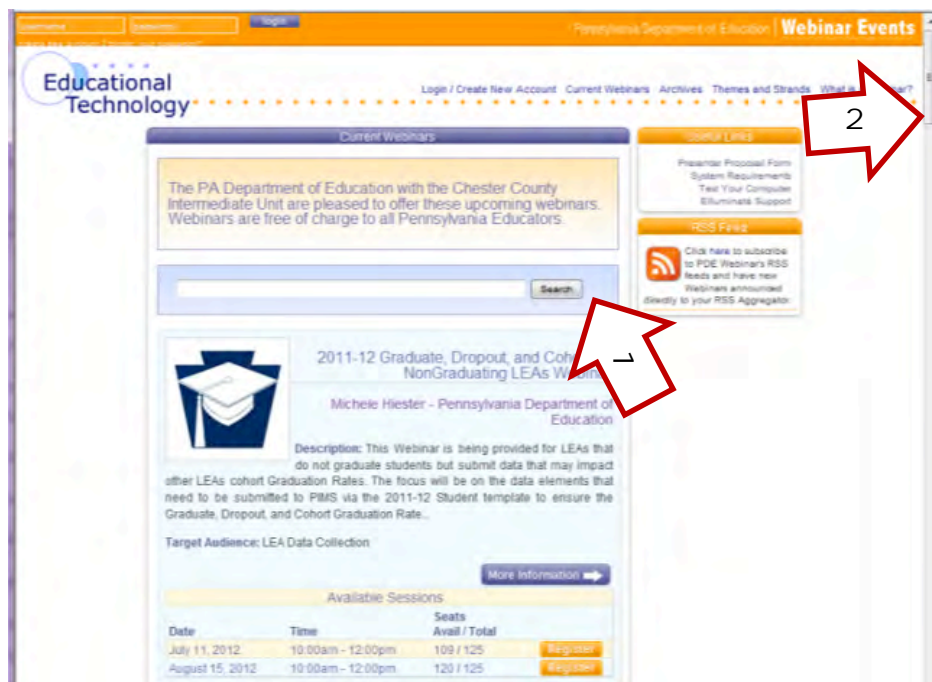 login
Pennsylvania Department of Education | Webinar Events
Educational
Technology
Login / Create New Account Current Webinars Archives Themes and Strands What is
2
Current Webinars
Useful Links
The PA Department of Education with the Chester County
Intermediate Unit are pleased to offer these upcoming webinars.
Webinars are free of charge to all Pennsylvania Educators.
Presenter Proposal Form
System Requirements
Test Your Computer
Elluminate Support
RSS Feed
Click here to subscribe
to PDE Webinar's RSS
feeds and have new
Webinars announced
directly to your RSS Aggregator.
Search
1
2011-12 Graduate, Dropout, and
NonGraduating LEAs
Michele Hiester - Pennsylvania Department of
Education
Description: This Webinar is being provided for LEAs that
do not graduate students but submit data that may impact
other LEAs cohort Graduation Rates. The focus will be on the data elements that
need to be submitted to PIMS via the 2011-12 Student template to ensure the
Graduate, Dropout, and Cohort Graduation Rate...
Target Audience: LEA Data Collection
More Information
Available Sessions
Date Time Seats Avail / Total
July 11, 2012 10:00am - 12:00pm 109 / 125 Register
August 15, 2012 10:00am - 12:00pm 120 / 125 Register